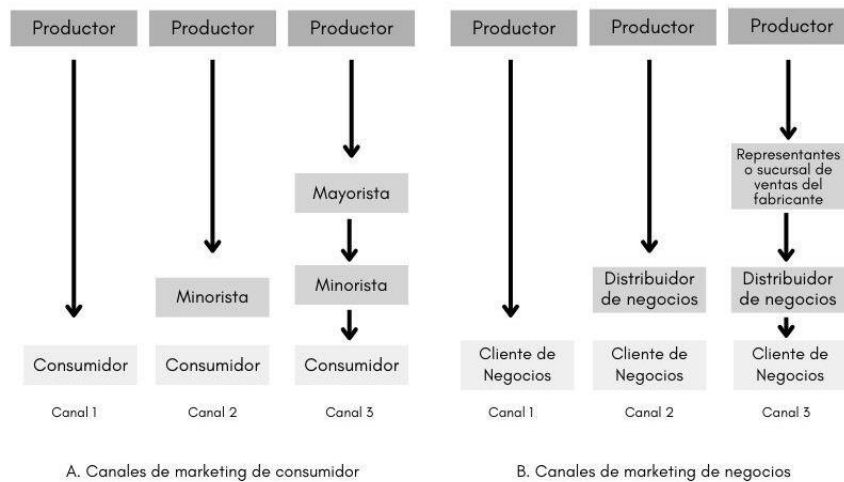 Productor
Productor
Productor
Productor
Productor
Productor
Representantes
o sucursal de
ventas del
fabricante
Mayorista
Minorista
Minorista
Distribuidor
de negocios
Distribuidor
de negocios
Consumidor
Consumidor
Consumidor
Cliente de
Negocios
Cliente de
Negocios
Cliente de
Negocios
Canal 1
Canal 2
Canal 3
Canal 1
Canal 2
Canal 3
A. Canales de marketing de consumidor
B. Canales de marketing de negocios